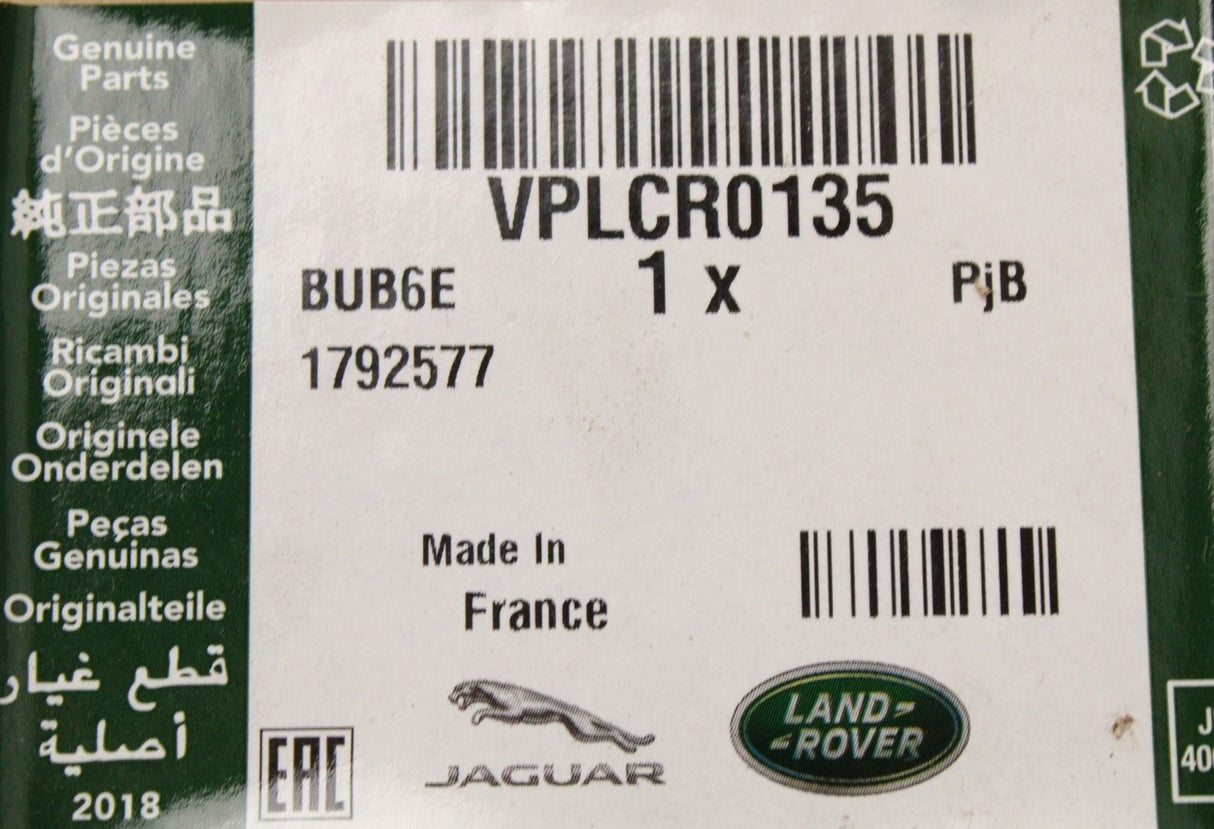 Genuine
Parts
Pièces
d'Origine
純正部品
Piezas
Originales
Ricambi
Originali
Originele
Onderdelen
Peças
Genuinas
Originalteile
قطع غيار
أصلية
2018
VPLCR0135
BUB6E
1 x
PjB
1792577
Made In
France
EAC
JAGUAR
LAND-
-ROVER